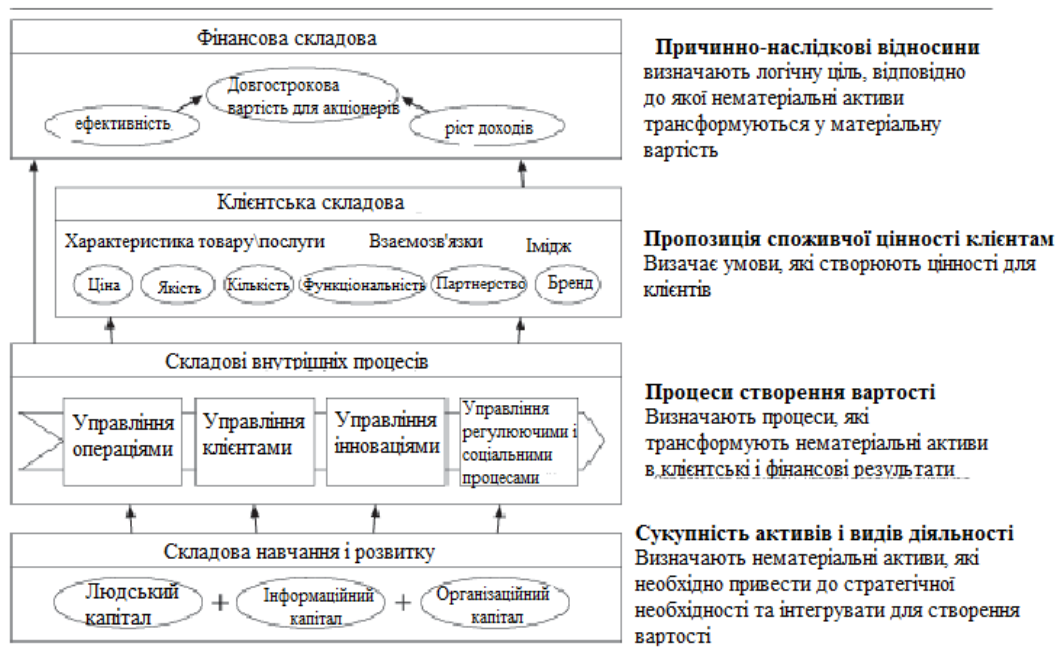 Фінансова складова
Довгострокова
вартість для акціонерів
ефективність
ріст доходів
Причинно-наслідкові відносини
визначають логічну ціль, відповідно
до якої нематеріальні активи
трансформуються у матеріальну
вартість
Клієнтська складова
Характеристика товару\послуги
Взаємозв'язки
Імідж
Ціна
Якість
Кількість
Функціональність
Партнерство
Бренд
Пропозиція споживчої цінності клієнтам
Визачає умови, які створюють цінності для
клієнтів
Складові внутрішніх процесів
Управління
операціями
Управління
клієнтами
Управління
інноваціями
Управління
регулюючими і
соціальними
процесами
Процеси створення вартості
Визначають процеси, які
трансформують нематеріальні активи
в клієнтські і фінансові результати
Складова навчання і розвитку
Людський
капітал
+
Інформаційний
капітал
+
Організаційний
капітал
Сукупність активів і видів діяльності
Визначають нематеріальні активи, які
необхідно привести до стратегічної
необхідності та інтегрувати для створення
вартості